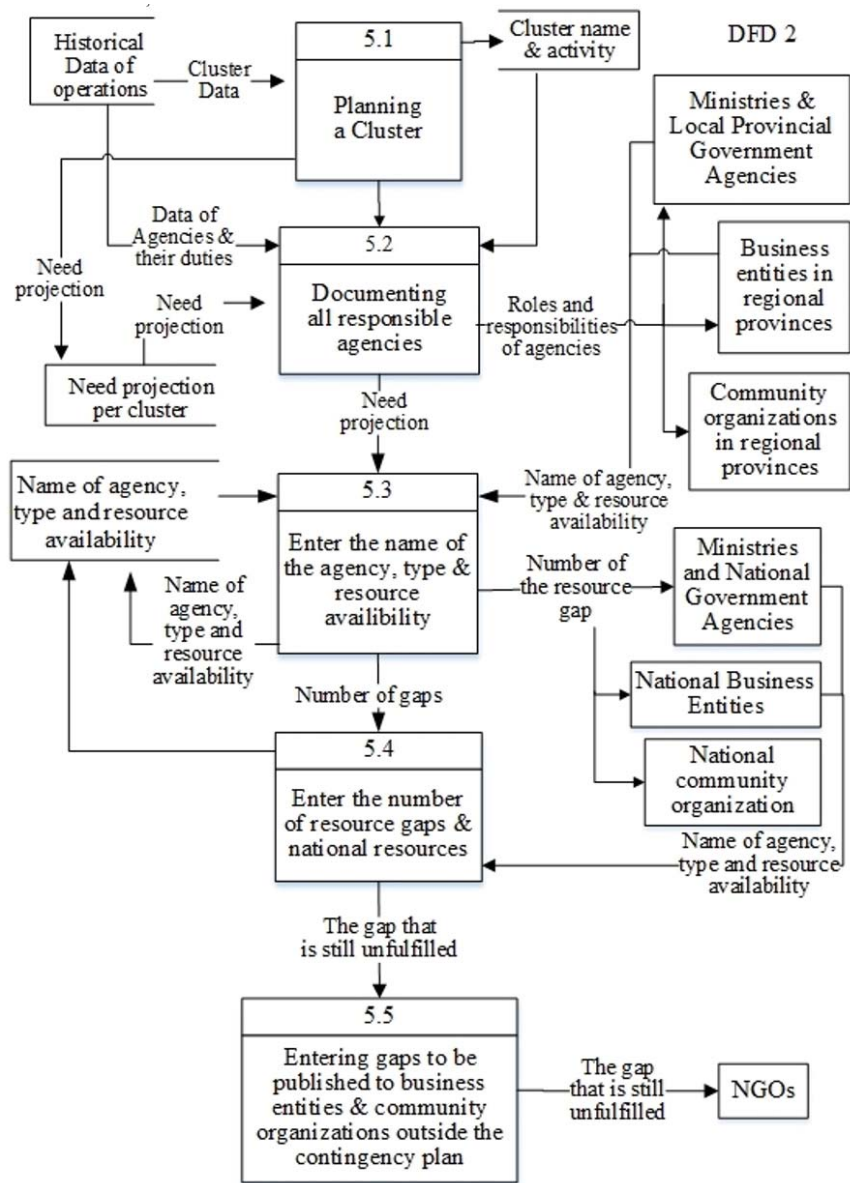 DFD 2
Historical
Data of
operations
Cluster
Data
5.1
Planning
a Cluster
Cluster name
& activity
Ministries &
Local Provincial
Government
Agencies
Data of
Agencies &
their duties
Need
projection
Need
projection
5.2
Documenting
all responsible
agencies
Roles and
responsibilities
of agencies
Business
entities in
regional
provinces
Need projection
per cluster
Need
projection
Community
organizations
in regional
provinces
Name of agency,
type and resource
availability
5.3
Enter the name of
the agency, type &
resource
availibility
Name of agency,
type & resource
availability
Name of
agency,
type and
resource
availability
Number of
the resource
gap
Ministries
and National
Government
Agencies
Number of gaps
National Business
Entities
5.4
Enter the number
of resource gaps &
national resources
National
community
organization
Name of agency,
type and resource
availability
The gap that
is still unfulfilled
5.5
Entering gaps to be
published to business
entities & community
organizations outside the
contingency plan
The gap
that is still
unfulfilled
NGOs